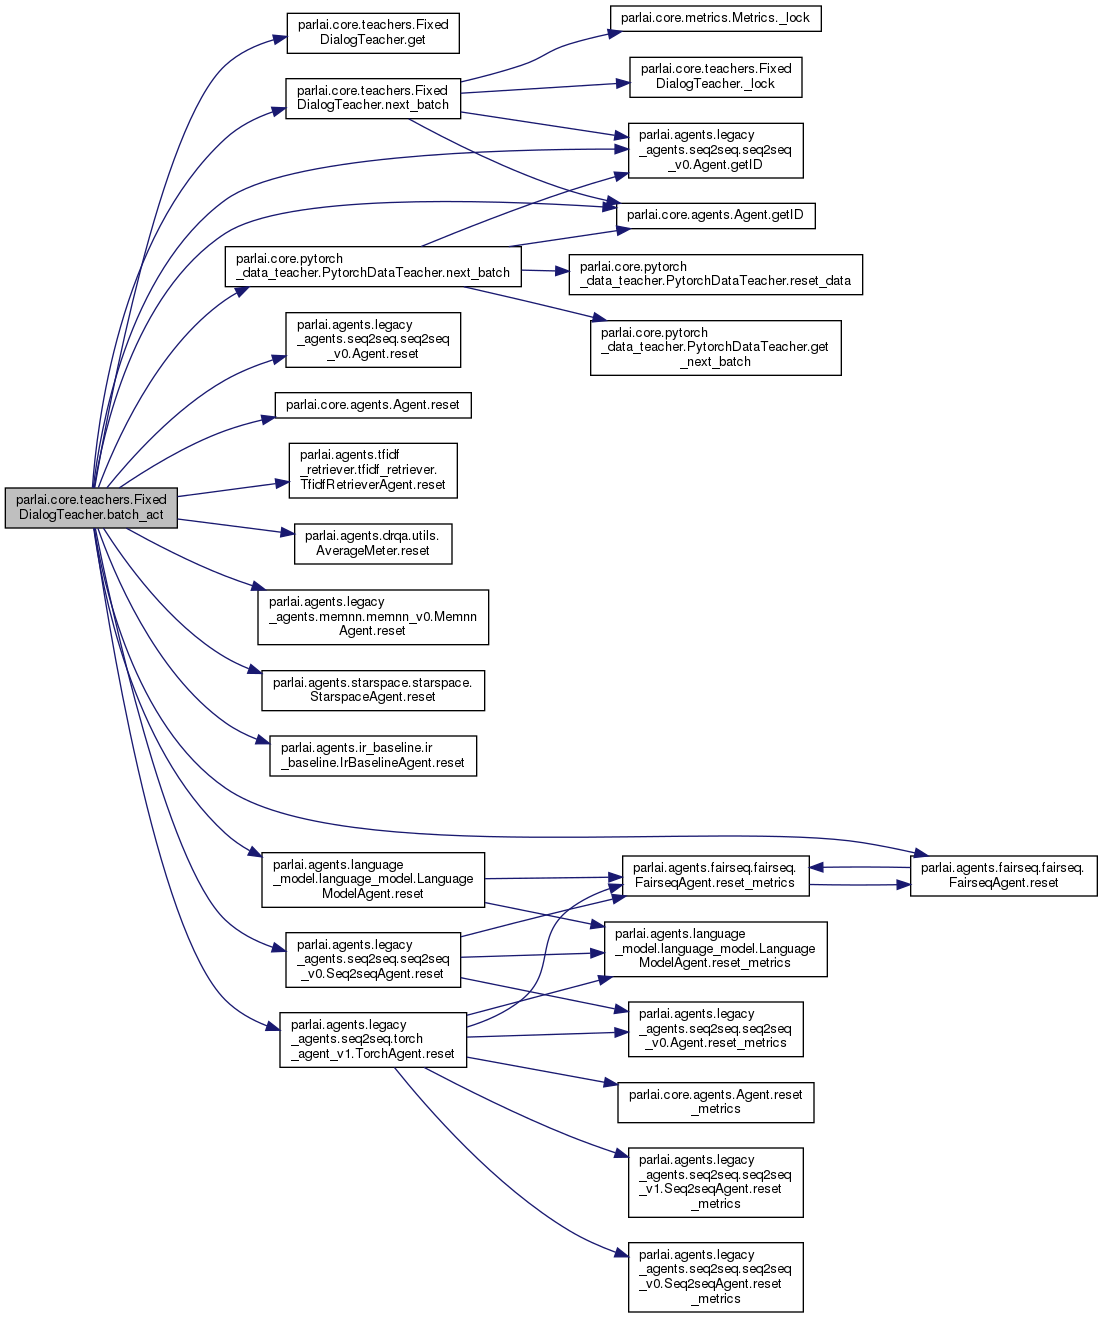 parlai.core.teachers.Fixed
DialogTeacher.batch_act
parlai.core.teachers.Fixed
DialogTeacher.get
parlai.core.teachers.Fixed
DialogTeacher.next_batch
parlai.core.pytorch
_data_teacher.PytorchDataTeacher.next_batch
parlai.agents.legacy
_agents.seq2seq.seq2seq
_v0.Agent.reset
parlai.core.agents.Agent.reset
parlai.agents.tfidf
_retriever.tfidf_retriever.
TfidfRetrieverAgent.reset
parlai.agents.drqa.utils.
AverageMeter.reset
parlai.agents.legacy
_agents.memnn.memnn_v0.Memnn
Agent.reset
parlai.agents.starspace.starspace.
StarspaceAgent.reset
parlai.agents.ir_baseline.ir
_baseline.IrBaselineAgent.reset
parlai.agents.language
_model.language_model.Language
ModelAgent.reset
parlai.agents.legacy
_agents.seq2seq.seq2seq
_v0.Seq2seqAgent.reset
parlai.agents.legacy
_agents.seq2seq.torch
_agent_v1.TorchAgent.reset
parlai.core.metrics.Metrics._lock
parlai.core.teachers.Fixed
DialogTeacher._lock
parlai.agents.legacy
_agents.seq2seq.seq2seq
_v0.Agent.getID
parlai.core.agents.Agent.getID
parlai.core.pytorch
_data_teacher.PytorchDataTeacher.reset_data
parlai.core.pytorch
_data_teacher.PytorchDataTeacher.get
_next_batch
parlai.agents.fairseq.fairseq.
FairseqAgent.reset_metrics
parlai.agents.language
_model.language_model.Language
ModelAgent.reset_metrics
parlai.agents.legacy
_agents.seq2seq.seq2seq
_v0.Agent.reset_metrics
parlai.core.agents.Agent.reset
_metrics
parlai.agents.legacy
_agents.seq2seq.seq2seq
_v1.Seq2seqAgent.reset
_metrics
parlai.agents.legacy
_agents.seq2seq.seq2seq
_v0.Seq2seqAgent.reset
_metrics
parlai.agents.fairseq.fairseq.
FairseqAgent.reset